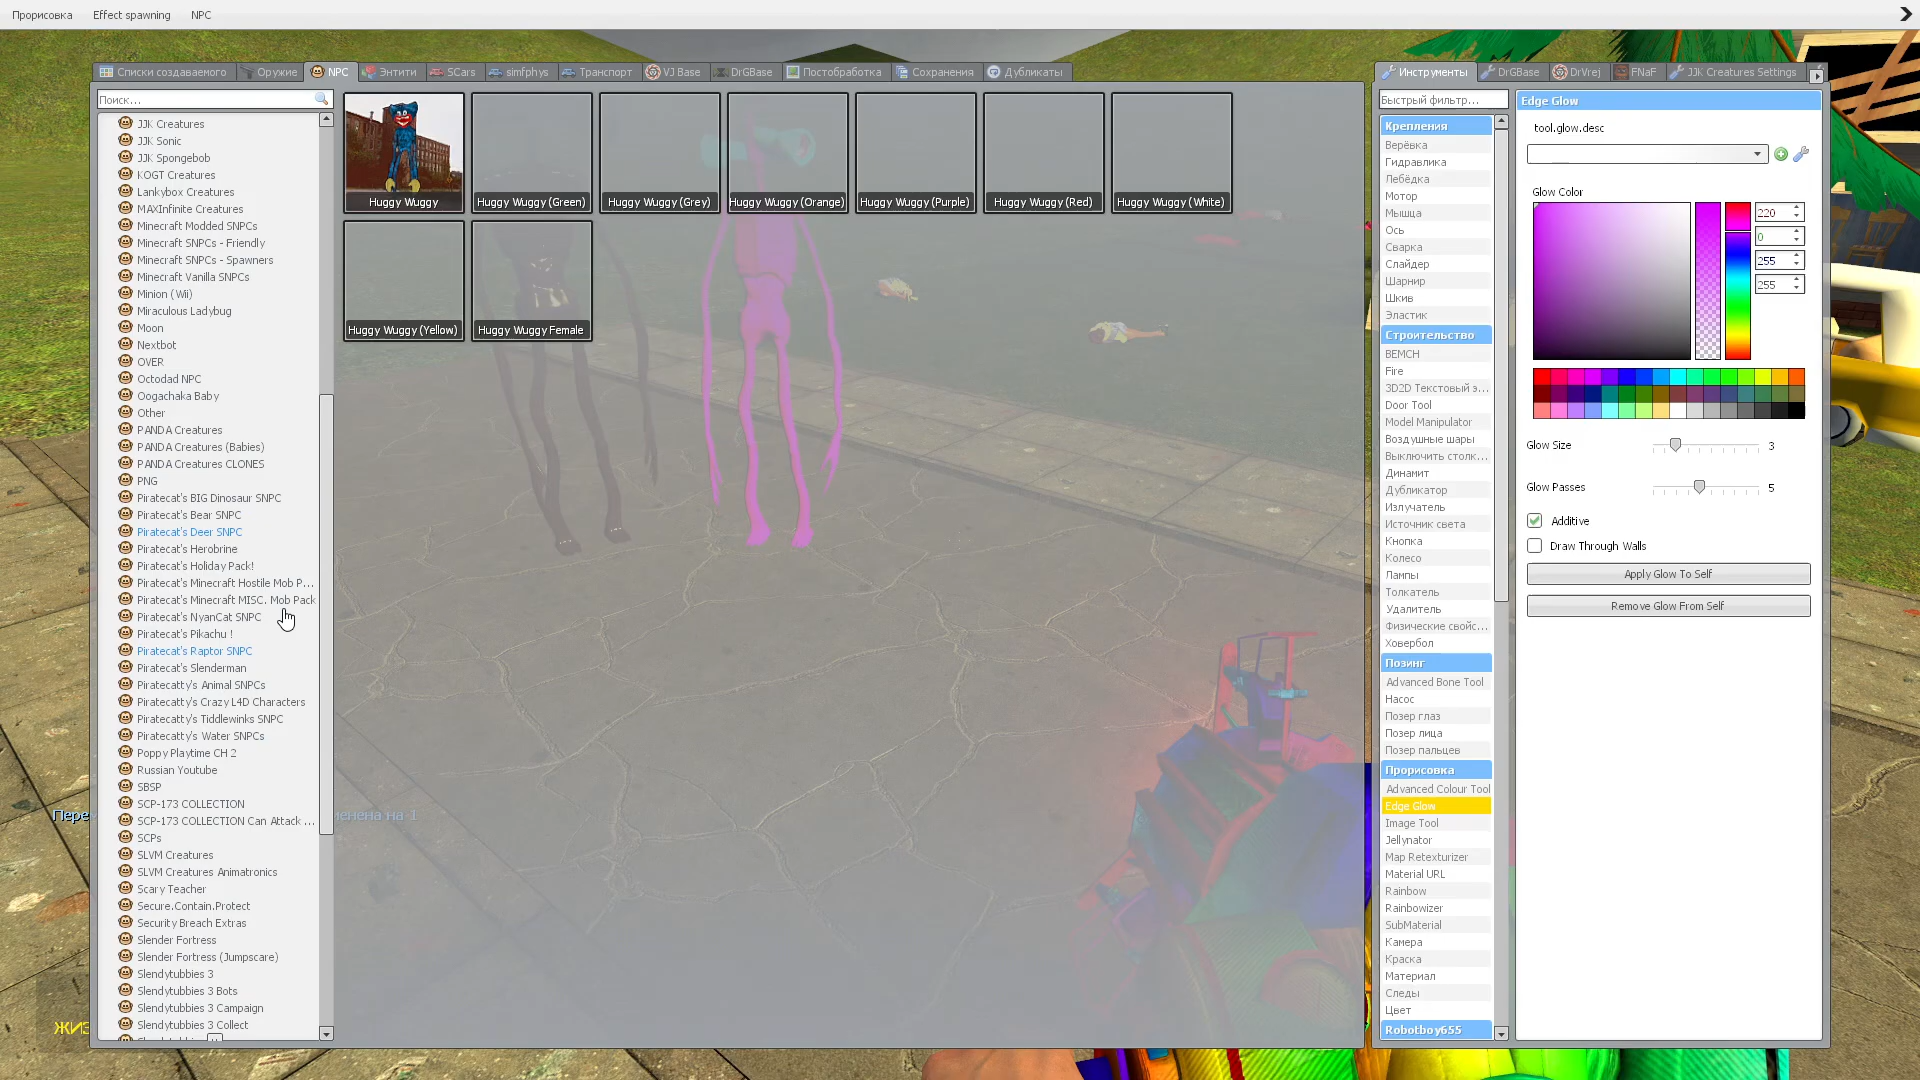 Прорисовка
Effect spawning
NPC
Списки создаваемого
Оружие
NPC
Энтити
SCars
simfphys
Транспорт
VJ Base
DrGBase
Постобработка
Сохранения
Дубликаты
Поиск...
JJK Creatures
JJK Sonic
JJK Spongebob
KOGT Creatures
Lankybox Creatures
MAXInfinite Creatures
Minecraft Modded SNPCs
Minecraft SNPCs - Friendly
Minecraft SNPCs - Spawners
Minecraft Vanilla SNPCs
Minion (Wii)
Miraculous Ladybug
Moon
Nextbot
OVER
Octodad NPC
Oogachaka Baby
Other
PANDA Creatures
PANDA Creatures (Babies)
PANDA Creatures CLONES
PNG
Piratecat's BIG Dinosaur SNPC
Piratecat's Bear SNPC
Piratecat's Deer SNPC
Piratecat's Herobrine
Piratecat's Holiday Pack!
Piratecat's Minecraft Hostile Mob P...
Piratecat's Minecraft MISC. Mob Pack
Piratecat's NyanCat SNPC
Piratecat's Pikachu !
Piratecat's Raptor SNPC
Piratecat's Slenderman
Piratecatty's Animal SNPCs
Piratecatty's Crazy L4D Characters
Piratecatty's Tiddlewinks SNPC
Piratecatty's Water SNPCs
Poppy Playtime CH 2
Russian Youtube
SBSP
SCP-173 COLLECTION
SCP-173 COLLECTION Can Attack ...
SCPs
SLVM Creatures
SLVM Creatures Animatronics
Scary Teacher
Secure.Contain.Protect
Security Breach Extras
Slender Fortress
Slender Fortress (Jumpscare)
Slendytubbies 3
Slendytubbies 3 Bots
Slendytubbies 3 Campaign
Slendytubbies 3 Collect
Huggy Wuggy
Huggy Wuggy (Green)
Huggy Wuggy (Grey)
Huggy Wuggy (Orange)
Huggy Wuggy (Purple)
Huggy Wuggy (Red)
Huggy Wuggy (White)
Huggy Wuggy (Yellow)
Huggy Wuggy Female
Инструменты
DrGBase
DrVrej
FNaF
JJK Creatures Settings
Быстрый фильтр...
Крепления
Верёвка
Гидравлика
Лебёдка
Мотор
Мышца
Ось
Сварка
Слайдер
Шарнир
Шкив
Эластик
Строительство
BEMCH
Fire
3D2D Текстовый э...
Door Tool
Model Manipulator
Воздушные шары
Выключить столк...
Динамит
Дубликатор
Излучатель
Источник света
Кнопка
Колесо
Лампы
Толкатель
Удалитель
Физические свойс...
Ховербол
Позинг
Advanced Bone Tool
Насос
Позер глаз
Позер лица
Позер пальцев
Прорисовка
Advanced Colour Tool
Edge Glow
Image Tool
Jellynator
Map Retexturizer
Material URL
Rainbow
Rainbowizer
SubMaterial
Камера
Краска
Материал
Следы
Цвет
Robotboy655
Edge Glow
tool.glow.desc
Glow Color
220
0
255
255
Glow Size 3
Glow Passes 5
Additive
Draw Through Walls
Apply Glow To Self
Remove Glow From Self